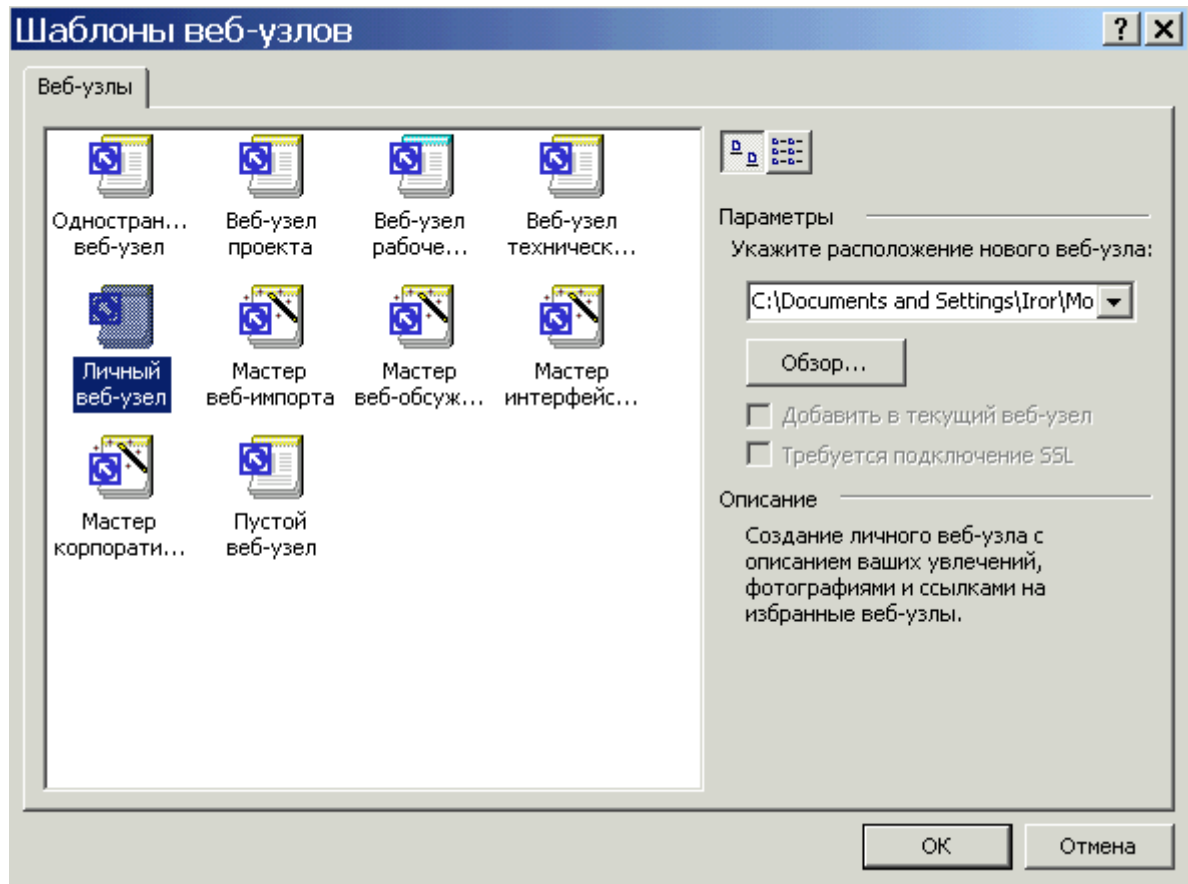 Шаблоны веб-узлов
Веб-узлы
Одностран...
веб-узел
Веб-узел
проекта
Веб-узел
рабоче...
Веб-узел
техническ...
Личный
веб-узел
Мастер
веб-импорта
Мастер
веб-обсуж...
Мастер
интерфейс...
Мастер
корпорати...
Пустой
веб-узел
Параметры
Укажите расположение нового веб-узла:
C:\Documents and Settings\Iror\Мо
Обзор...
Добавить в текущий веб-узел
Требуется подключение SSL
Описание
Создание личного веб-узла с
описанием ваших увлечений,
фотографиями и ссылками на
избранные веб-узлы.
ОК
Отмена